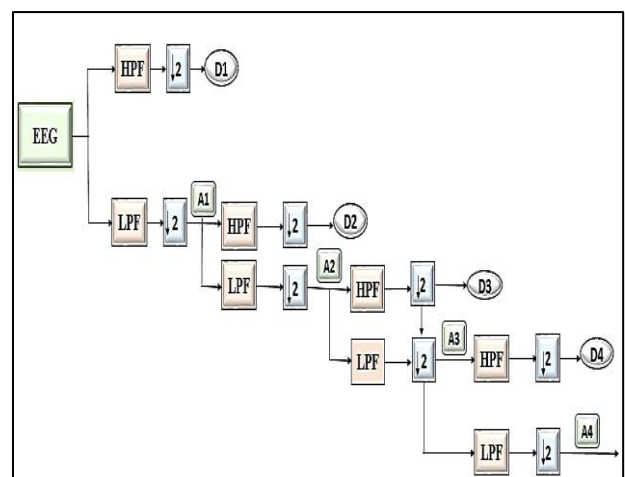 HPF ↓2 D1
EEG
LPF ↓2 A1 HPF ↓2 D2
LPF ↓2 A2 HPF ↓2 D3
LPF ↓2 A3 HPF ↓2 D4
LPF ↓2 A4